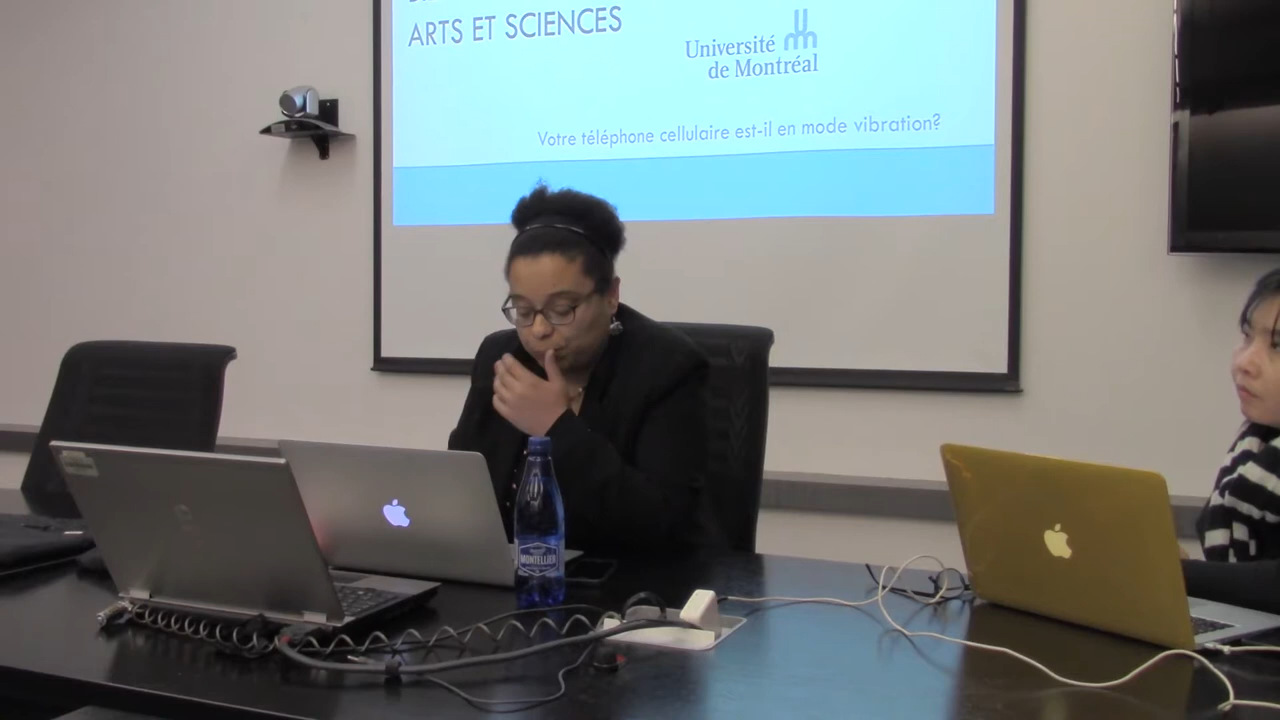 ARTS ET SCIENCES
Université
de Montréal
Votre téléphone cellulaire est-il en mode vibration?
MONTELLIER